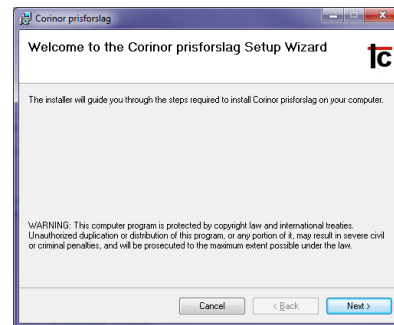 Corinor prisforslag
Welcome to the Corinor prisforslag Setup Wizard
tc
The installer will guide you through the steps required to install Corinor prisforslag on your computer.
WARNING: This computer program is protected by copyright law and international treaties.
Unauthorized duplication or distribution of this program, or any portion of it, may result in severe civil
or criminal penalties, and will be prosecuted to the maximum extent possible under the law.
Cancel
< Back
Next >